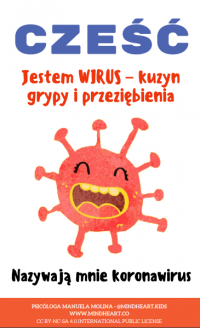 CZEŚĆ
Jestem WIRUS – kuzyn
grypy i przeziębienia
Nazywają mnie koronawirus
PSICÓLOGA MANUELA MOLINA - @MINDHEART.KIDS
WWW.MINDHEART.CO
CC BY-NC-SA 4.0 INTERNATIONAL PUBLIC LICENSE